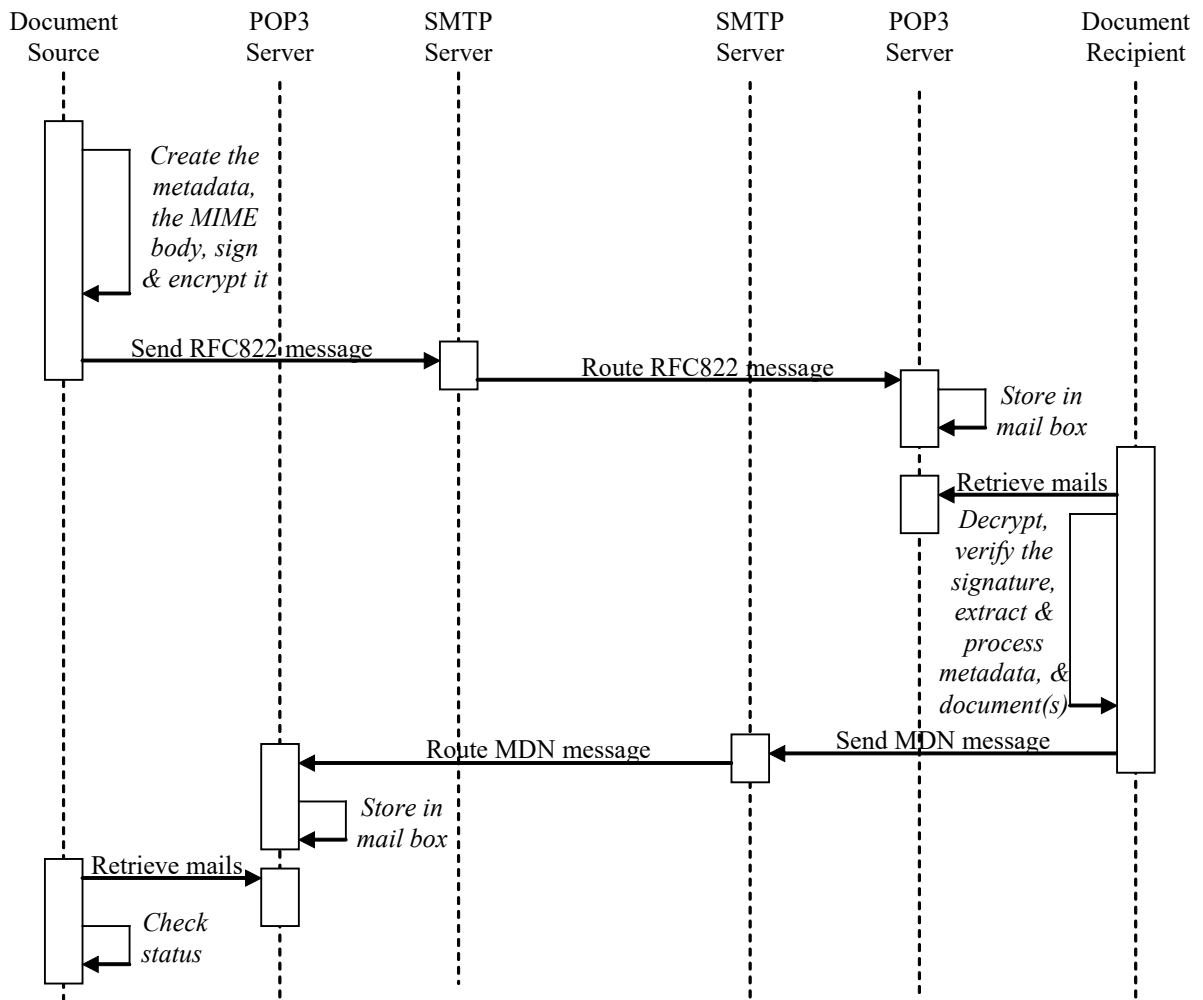 Document
Source
POP3
Server
SMTP
Server
SMTP
Server
POP3
Server
Document
Recipient
Create the
metadata,
the MIME
body, sign
& encrypt it
Send RFC822 message
Route RFC822 message
Store in
mail box
Retrieve mails
Decrypt,
verify the
signature,
extract &
process
metadata, &
document(s)
Send MDN message
Route MDN message
Store in
mail box
Retrieve mails
Check
status